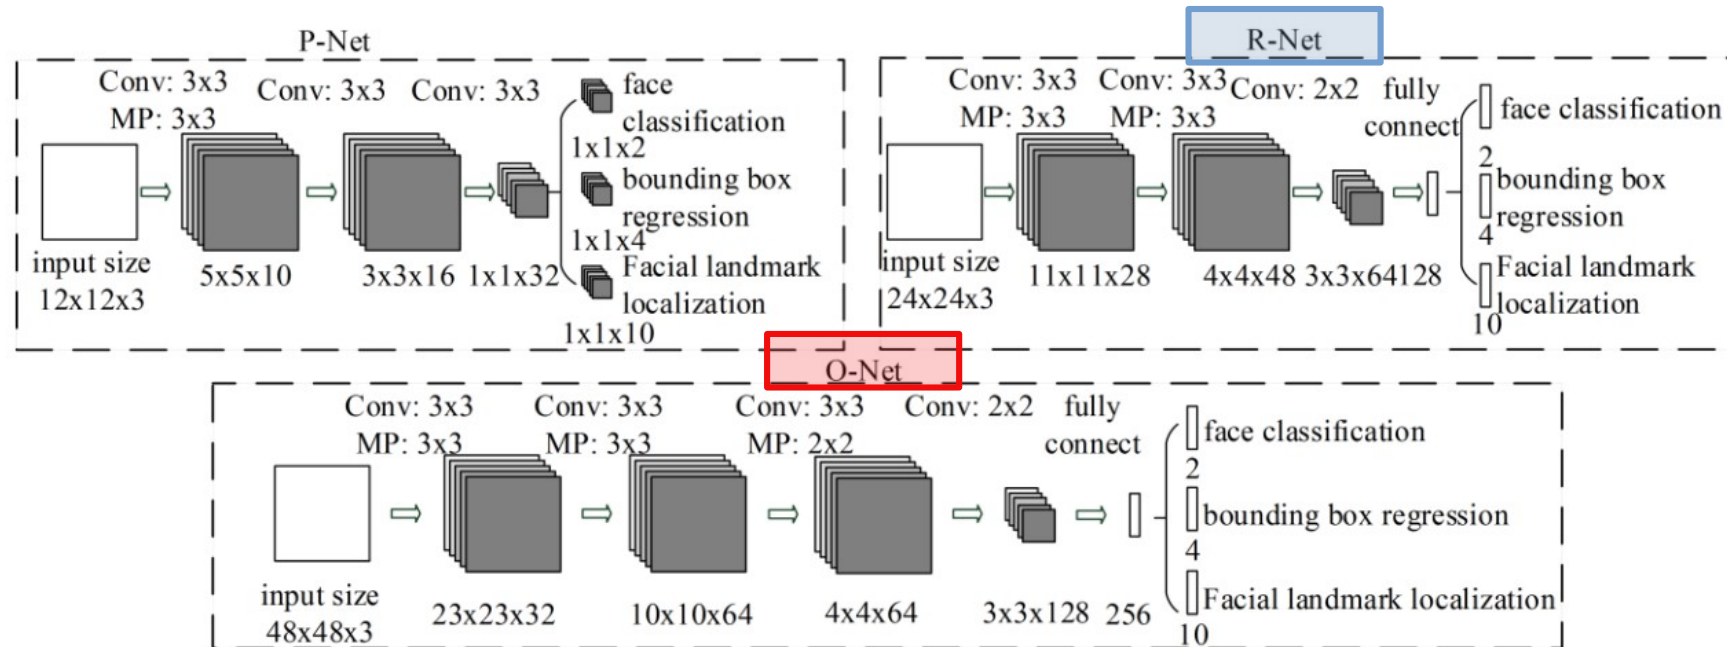 P-Net
Conv: 3x3
MP: 3x3
Conv: 3x3
Conv: 3x3
face
classification
1x1x2
bounding box
regression
1x1x4
Facial landmark
localization
1x1x10
input size
12x12x3
5x5x10
3x3x16
1x1x32
R-Net
Conv: 3x3
MP: 3x3
Conv: 3x3
MP: 3x3
Conv: 2x2
fully
connect
face classification
2
bounding box
regression
4
Facial landmark
localization
10
input size
24x24x3
11x11x28
4x4x48
3x3x64
128
O-Net
Conv: 3x3
MP: 3x3
Conv: 3x3
MP: 3x3
Conv: 3x3
MP: 2x2
Conv: 2x2
fully
connect
face classification
2
bounding box regression
4
Facial landmark localization
10
input size
48x48x3
23x23x32
10x10x64
4x4x64
3x3x128
256